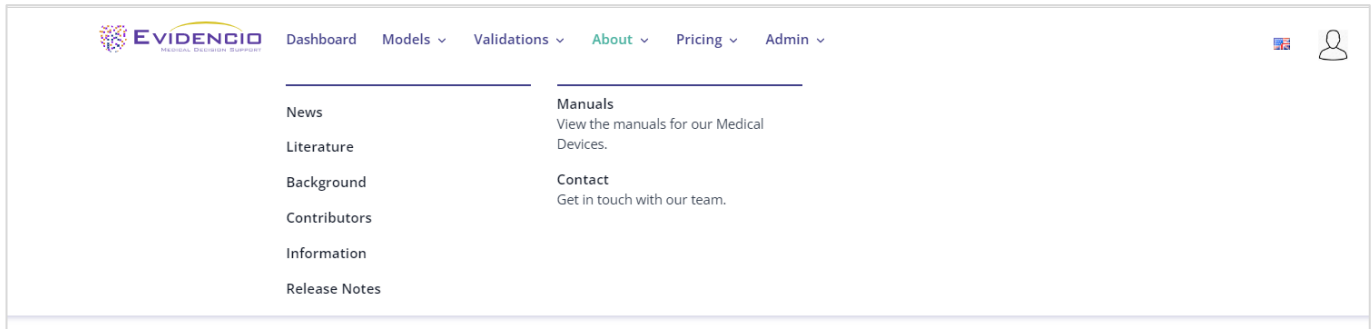 EVIDENCIO
MEDICAL DECISION SUPPORT
Dashboard Models Validations About Pricing Admin
News
Literature
Background
Contributors
Information
Release Notes
Manuals
View the manuals for our Medical
Devices.
Contact
Get in touch with our team.